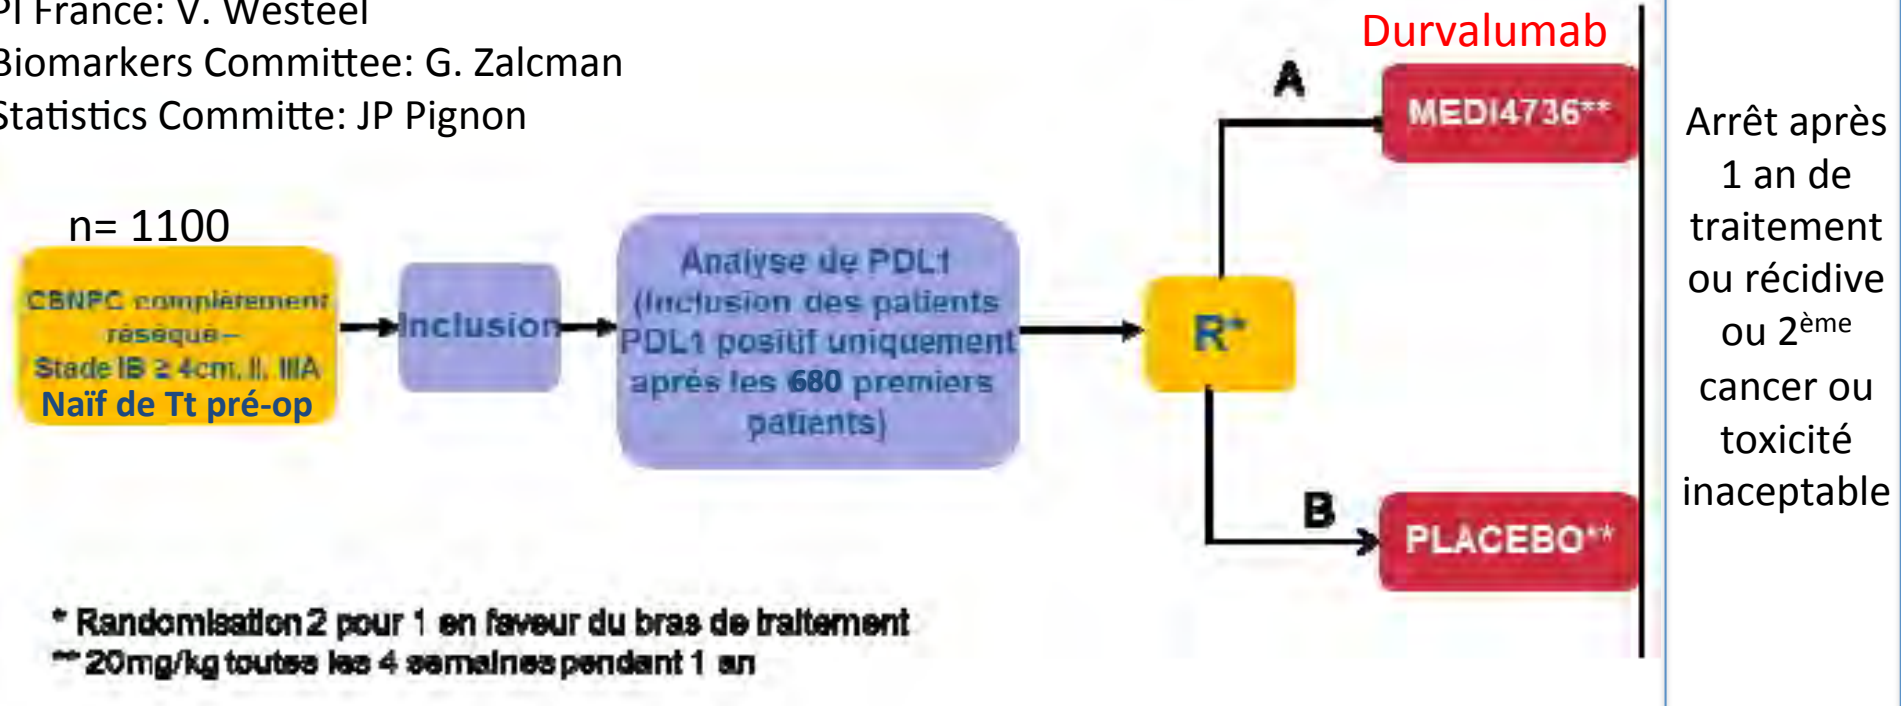 PI France: V. Westeel
Biomarkers Committee: G. Zalcman
Statistics Committe: JP Pignon
n= 1100
CBNPC complètement
réséqué –
Stade IB ≥ 4cm, II, IIIA
Naïf de Tt pré-op
Inclusion
Analyse de PDL1
(Inclusion des patients
PDL1 positif uniquement
après les 680 premiers
patients)
R*
A
Durvalumab
MEDI4736**
B
PLACEBO**
Arrêt après
1 an de
traitement
ou récidive
ou 2ème
cancer ou
toxicité
inaceptable
* Randomisation 2 pour 1 en faveur du bras de traitement
** 20mg/kg toutes les 4 semaines pendant 1 an